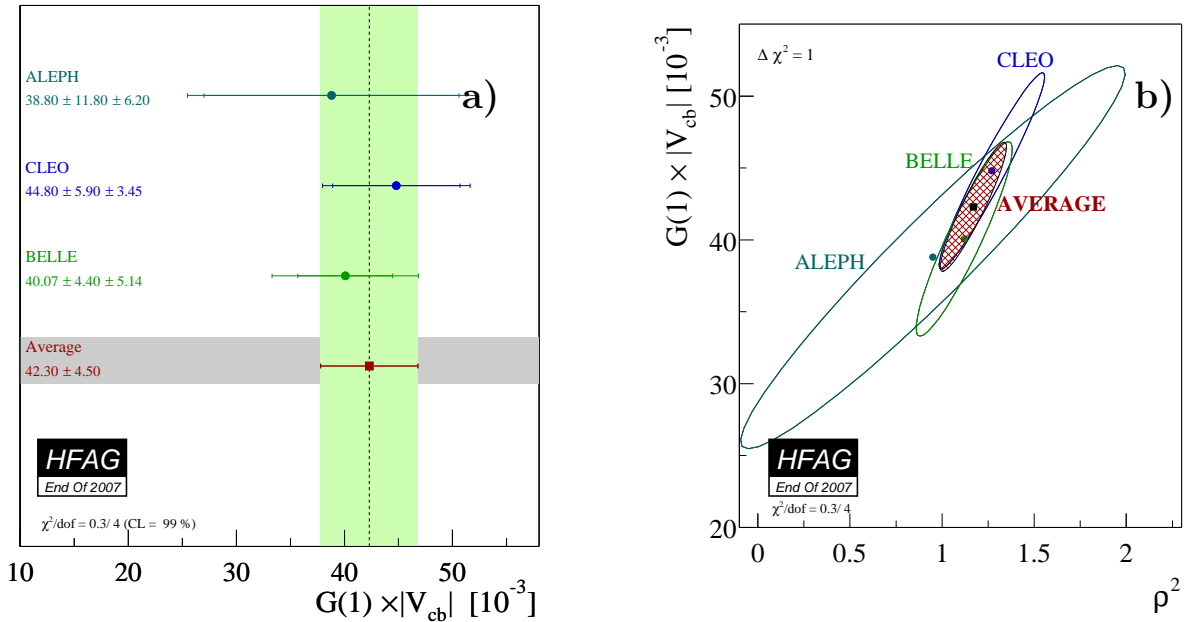 a)
ALEPH
38.80 ± 11.80 ± 6.20
CLEO
44.80 ± 5.90 ± 3.45
BELLE
40.07 ± 4.40 ± 5.14
Average
42.30 ± 4.50
HFAG
End Of 2007
χ²/dof = 0.3/ 4 (CL = 99 %)
10 20 30 40 50
G(1) ×|V_cb| [10⁻³]
b)
Δ χ² = 1
CLEO
BELLE
AVERAGE
ALEPH
HFAG
End Of 2007
χ²/dof = 0.3/ 4
G(1) × |V_cb| [10⁻³]
50
40
30
20
0 0.5 1 1.5 2
ρ²